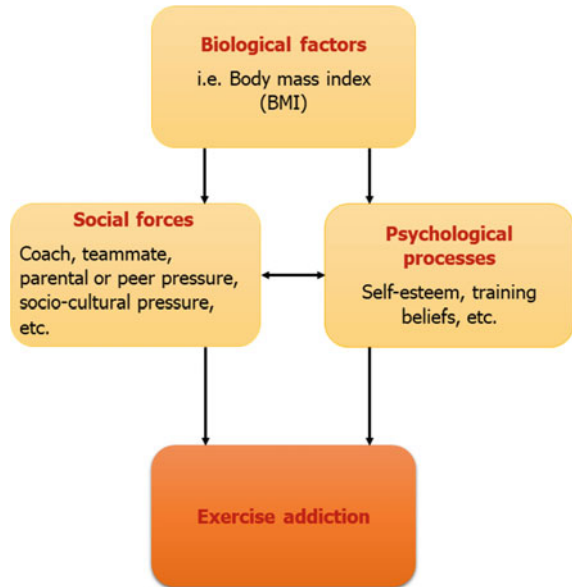 Biological factors
i.e. Body mass index
(BMI)
Social forces
Coach, teammate,
parental or peer pressure,
socio-cultural pressure,
etc.
Psychological
processes
Self-esteem, training
beliefs, etc.
Exercise addiction